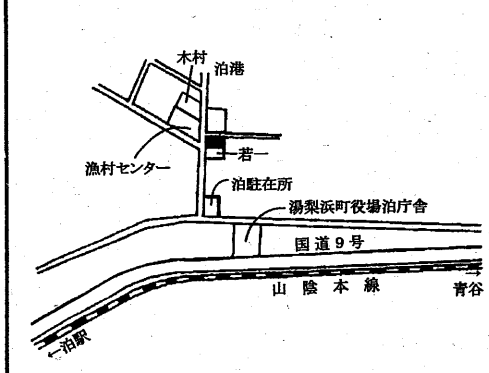 木村
泊港
漁村センター
若一
泊駐在所
湯梨浜町役場泊庁舎
国道9号
山陰本線
→
青谷
←泊駅